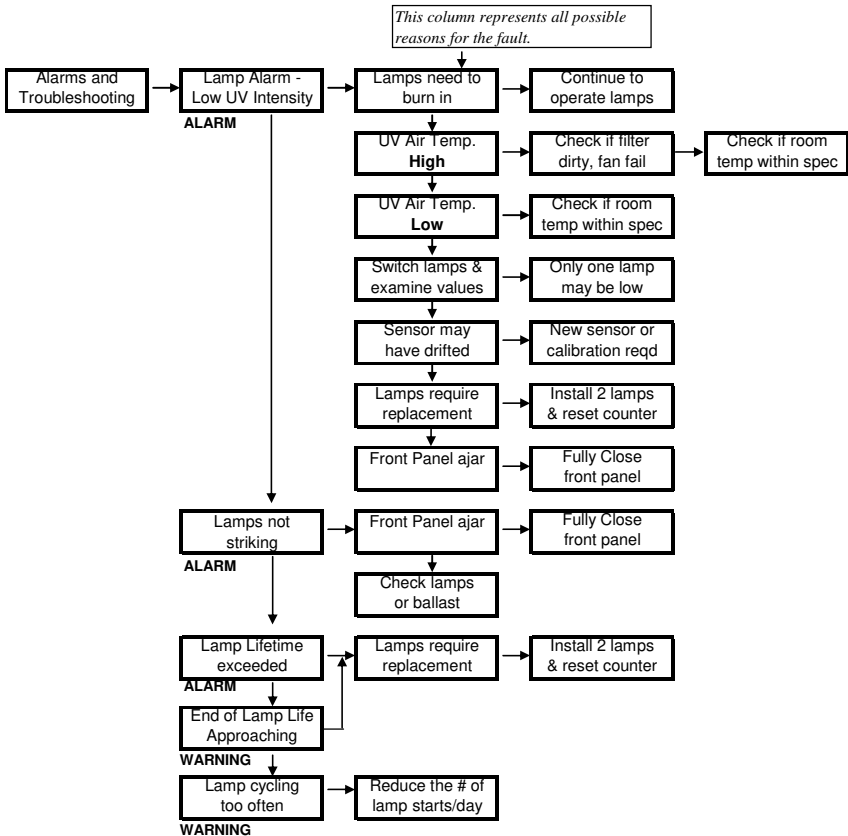 This column represents all possible
reasons for the fault.
Alarms and
Troubleshooting
Lamp Alarm -
Low UV Intensity
ALARM
Lamps need to
burn in
Continue to
operate lamps
UV Air Temp.
High
Check if filter
dirty, fan fail
Check if room
temp within spec
UV Air Temp.
Low
Check if room
temp within spec
Switch lamps &
examine values
Only one lamp
may be low
Sensor may
have drifted
New sensor or
calibration reqd
Lamps require
replacement
Install 2 lamps
& reset counter
Front Panel ajar
Fully Close
front panel
Lamps not
striking
ALARM
Front Panel ajar
Fully Close
front panel
Check lamps
or ballast
Lamp Lifetime
exceeded
ALARM
Lamps require
replacement
Install 2 lamps
& reset counter
End of Lamp Life
Approaching
WARNING
Lamp cycling
too often
WARNING
Reduce the # of
lamp starts/day